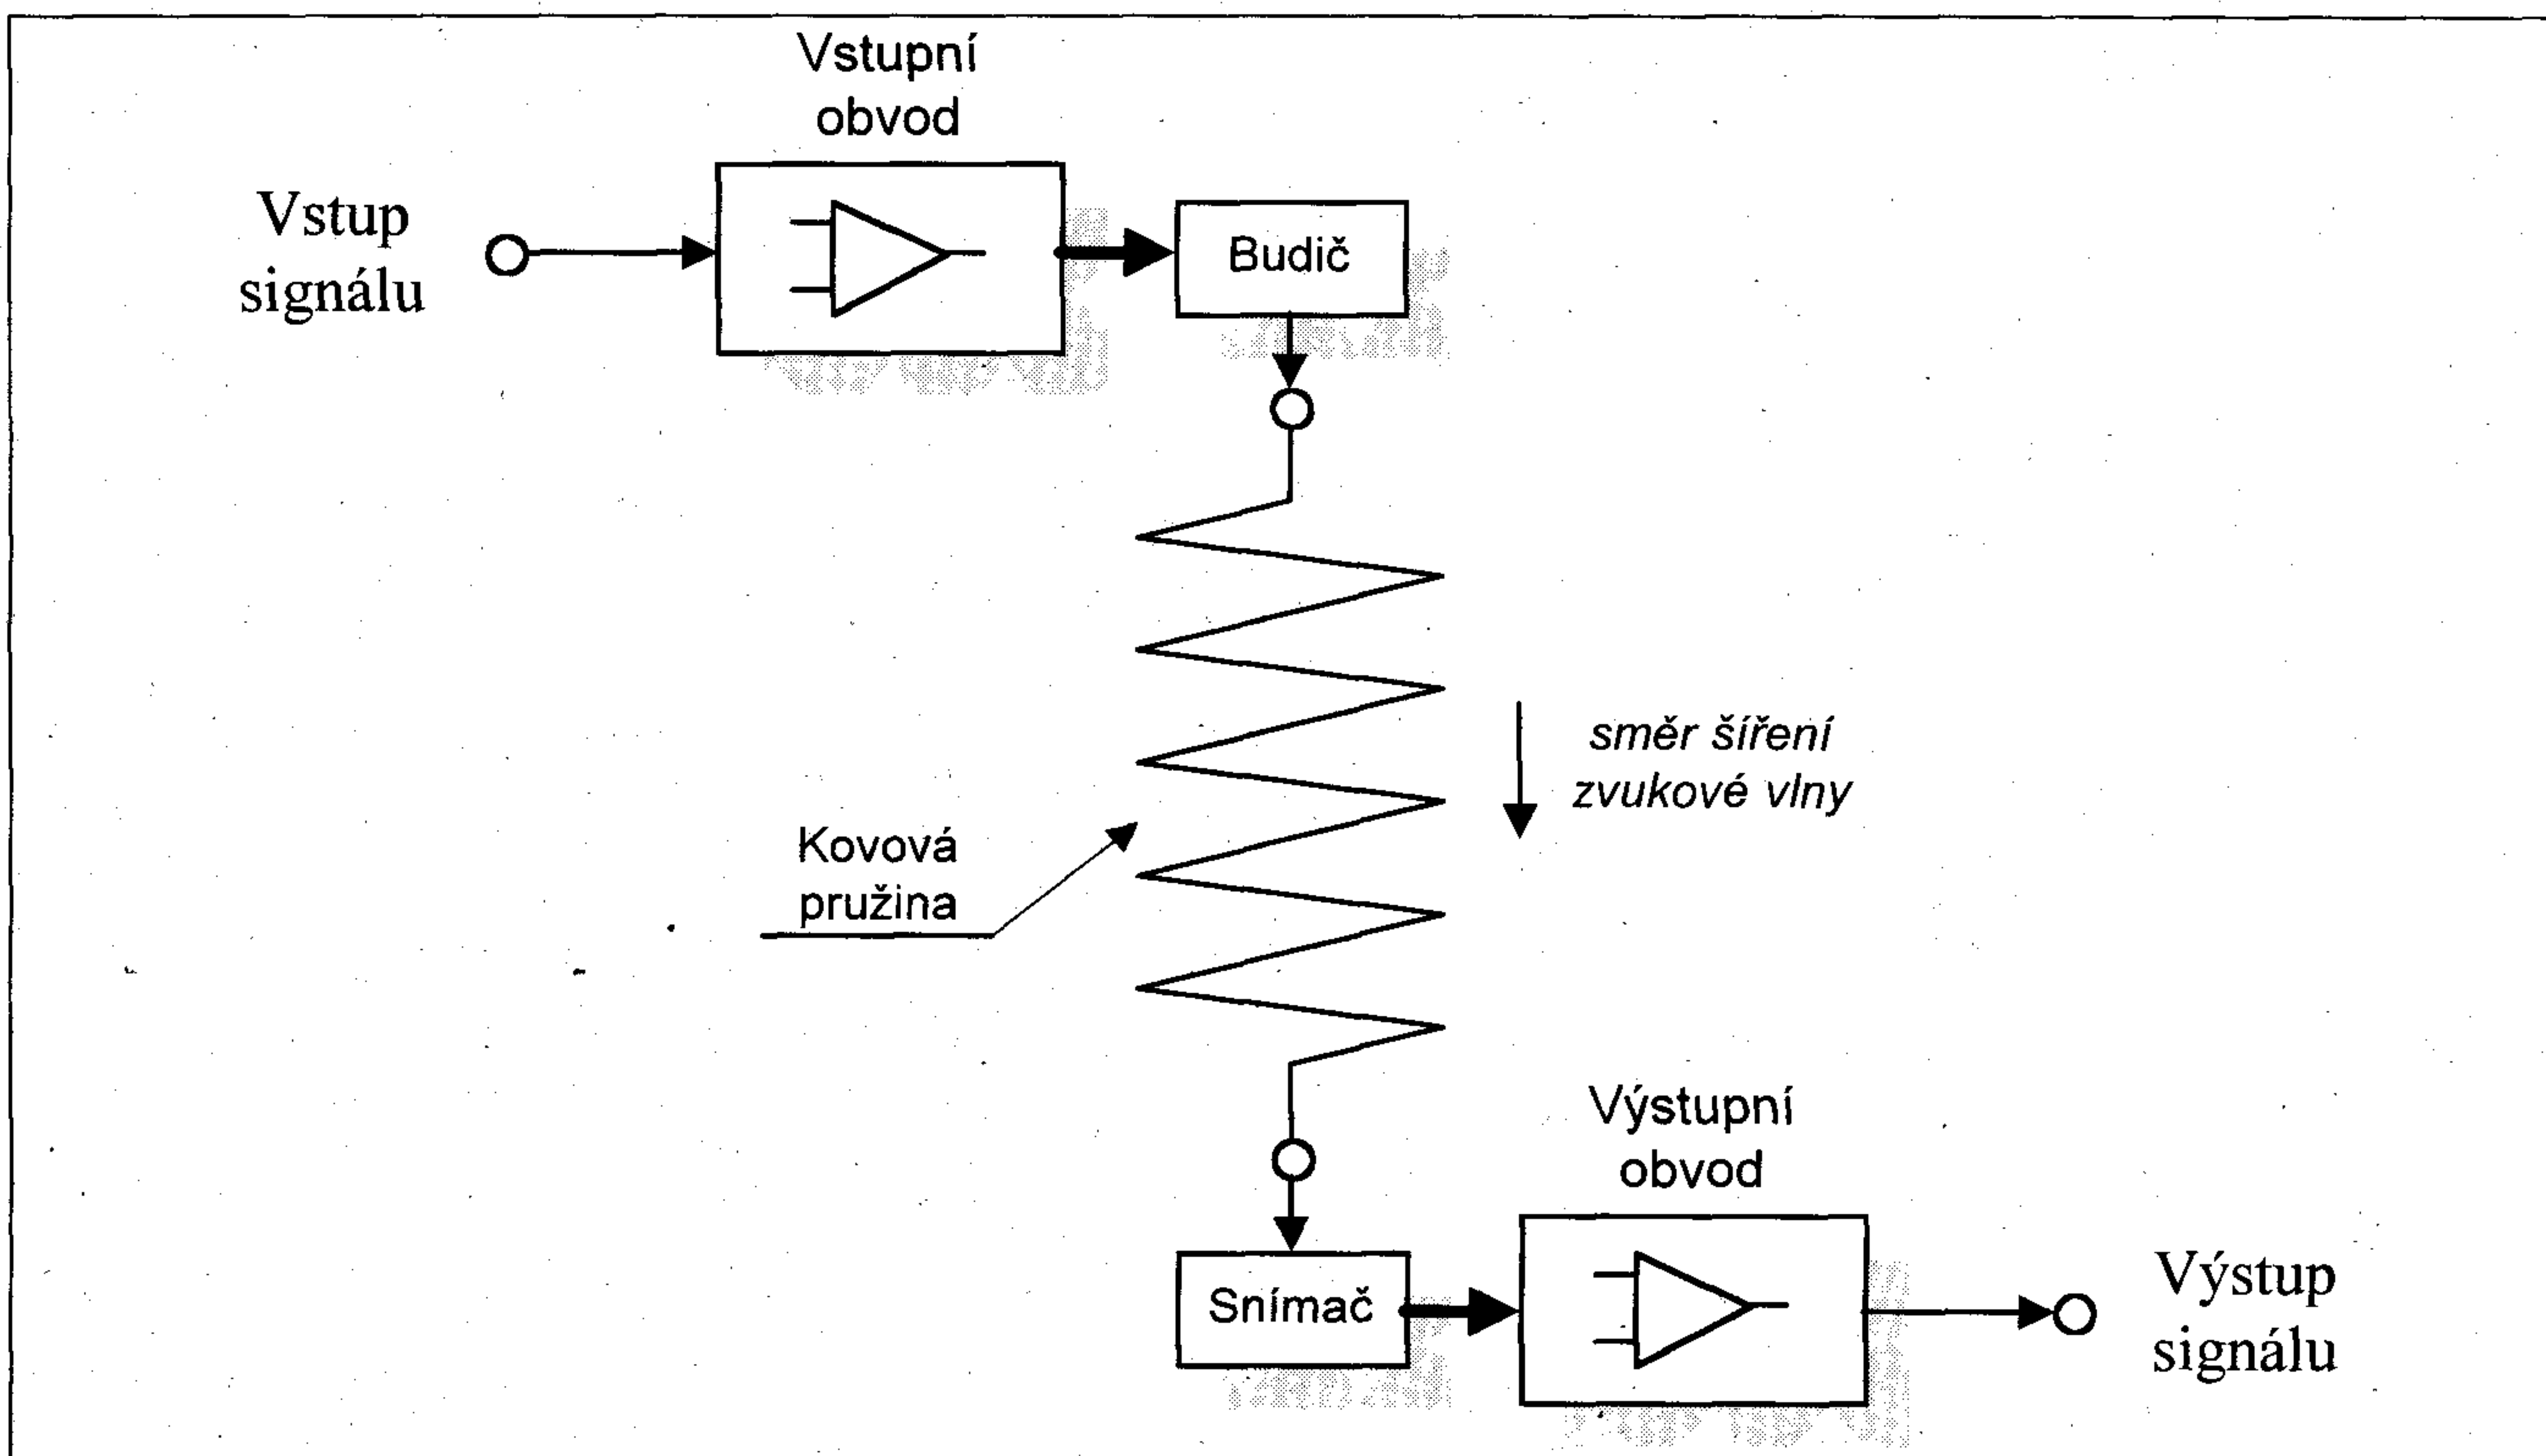 Vstupní
obvod
Vstup
signálu
Budič
směr šíření
zvukové vlny
Kovová
pružina
Výstupní
obvod
Snímač
Výstup
signálu